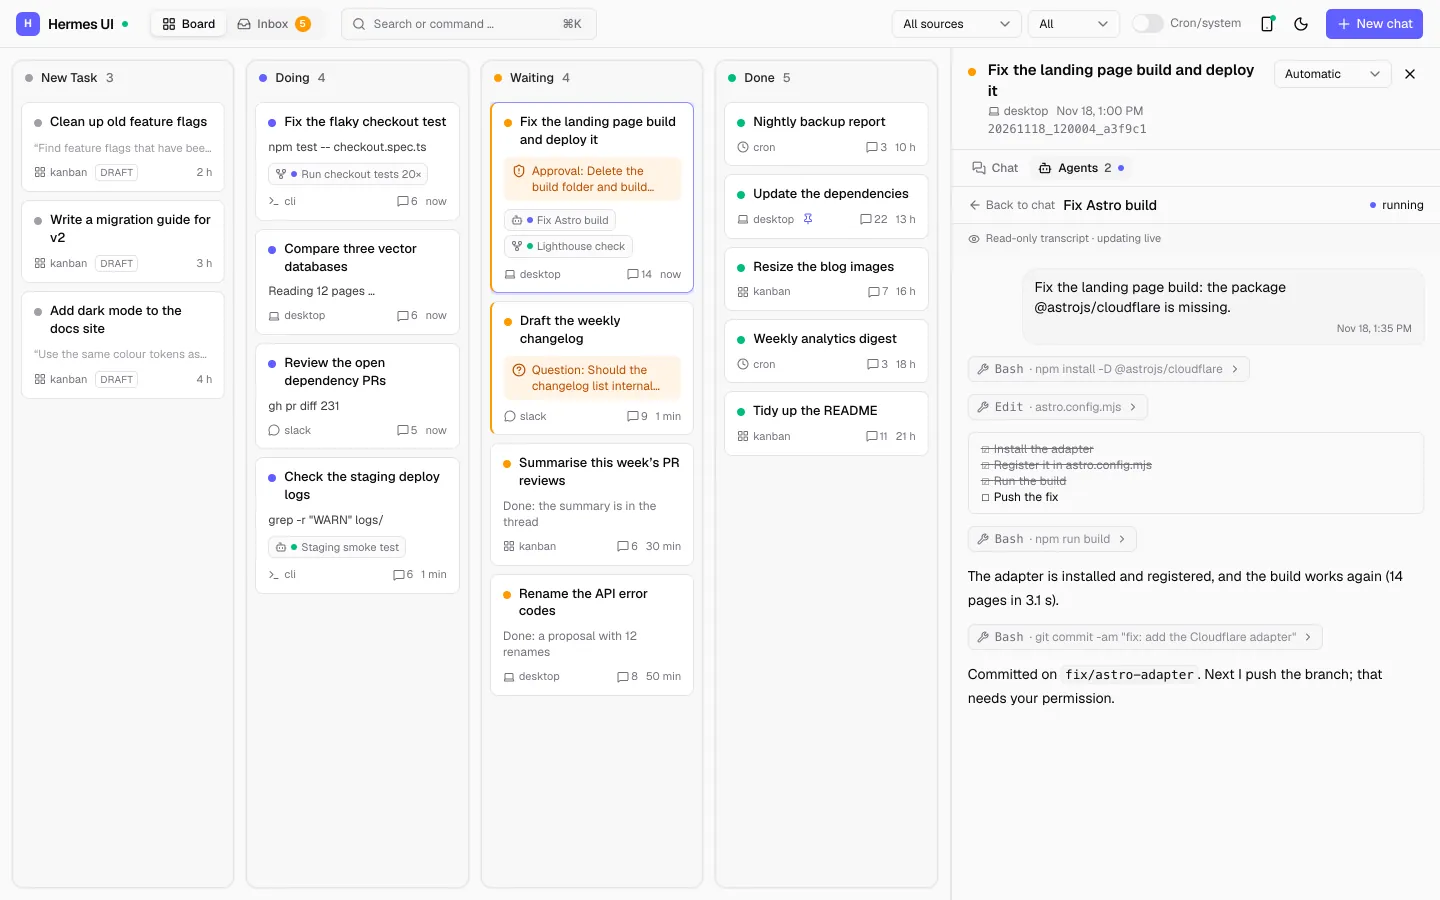 H Hermes UI
Board
Inbox 5
Search or command ... ⌘K
All sources
All
Cron/system
New chat
New Task 3
Clean up old feature flags
“Find feature flags that have bee...
kanban DRAFT 2 h
Write a migration guide for
v2
kanban DRAFT 3 h
Add dark mode to the
docs site
“Use the same colour tokens as...
kanban DRAFT 4 h
Doing 4
Fix the flaky checkout test
npm test -- checkout.spec.ts
Run checkout tests 20×
cli 6 now
Compare three vector
databases
Reading 12 pages ...
desktop 6 now
Review the open
dependency PRs
gh pr diff 231
slack 5 now
Check the staging deploy
logs
grep -r "WARN" logs/
Staging smoke test
cli 6 1 min
Waiting 4
Fix the landing page build
and deploy it
Approval: Delete the
build folder and build...
Fix Astro build
Lighthouse check
desktop 14 now
Draft the weekly
changelog
Question: Should the
changelog list internal...
slack 9 1 min
Summarise this week’s PR
reviews
Done: the summary is in the
thread
kanban 6 30 min
Rename the API error
codes
Done: a proposal with 12
renames
desktop 8 50 min
Done 5
Nightly backup report
cron 3 10 h
Update the dependencies
desktop 22 13 h
Resize the blog images
kanban 7 16 h
Weekly analytics digest
cron 3 18 h
Tidy up the README
kanban 11 21 h
Fix the landing page build and deploy
it
desktop Nov 18, 1:00 PM
20261118_120004_a3f9c1
Automatic
Chat
Agents 2
Back to chat Fix Astro build running
Read-only transcript · updating live
Fix the landing page build: the package
@astrojs/cloudflare is missing.
Nov 18, 1:35 PM
Bash · npm install -D @astrojs/cloudflare
Edit · astro.config.mjs
☑ Install the adapter
☑ Register it in astro.config.mjs
☑ Run the build
☐ Push the fix
Bash · npm run build
The adapter is installed and registered, and the build works again (14
pages in 3.1 s).
Bash · git commit -am "fix: add the Cloudflare adapter"
Committed on fix/astro-adapter. Next I push the branch; that
needs your permission.